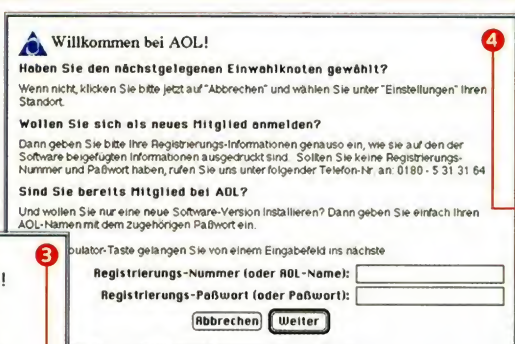 Willkommen bei AOL!
4
Haben Sie den nächstgelegenen Einwahlknoten gewählt?
Wenn nicht, klicken Sie bitte jetzt auf "Abbrechen" und wählen Sie unter "Einstellungen" Ihren
Standort.
Wollen Sie sich als neues Mitglied anmelden?
Dann geben Sie bitte Ihre Registrierungs-Informationen genauso ein, wie sie auf den der
Software beigefügten Informationen ausgedruckt sind. Sollten Sie keine Registrierungs-
Nummer und Paßwort haben, rufen Sie uns unter folgender Telefon-Nr. an: 0180 - 5 31 31 64
Sind Sie bereits Mitglied bei AOL?
Und wollen Sie nur eine neue Software-Version installieren? Dann geben Sie einfach Ihren
AOL-Namen mit dem zugehörigen Paßwort ein.
bulator-Taste gelangen Sie von einem Eingabefeld ins nächste
3
!
Registrierungs-Nummer (oder AOL-Name):
Registrierungs-Paßwort (oder Paßwort):
Abbrechen Weiter